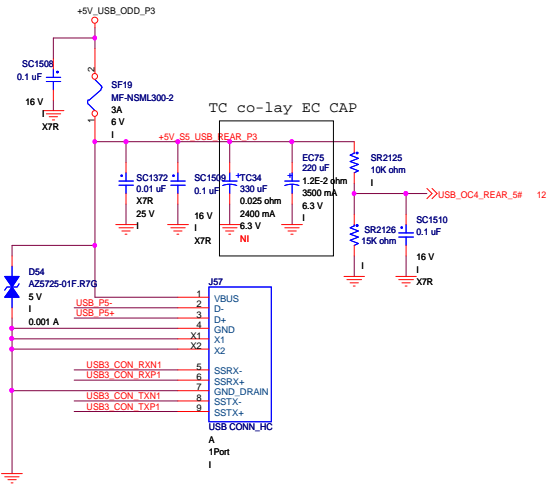 +5V_USB_ODD_P3
SC1508
0.1 uF
16 V
I
X7R
2
1
SF19
MF-NSML300-2
3A
6 V
I
TC co-lay EC CAP
+5V_S5_USB_REAR_P3
SC1372
0.01 uF
X7R
25 V
I
SC1509
0.1 uF
16 V
I
X7R
TC34
330 uF
0.025 ohm
2400 mA
6.3 V
NI
EC75
220 uF
1.2E-2 ohm
3500 mA
6.3 V
I
SR2125
10K ohm
I
USB_OC4_REAR_5# 12
SR2126
15K ohm
I
SC1510
0.1 uF
16 V
I
X7R
D54
AZ5725-01F.R7G
5 V
I
0.001 A
J57
1 VBUS
USB_P5- 2 D-
USB_P5+ 3 D+
4 GND
X1 X1
X2 X2
USB3_CON_RXN1 5 SSRX-
USB3_CON_RXP1 6 SSRX+
7 GND_DRAIN
USB3_CON_TXN1 8 SSTX-
USB3_CON_TXP1 9 SSTX+
USB CONN_HC
A
1Port
I